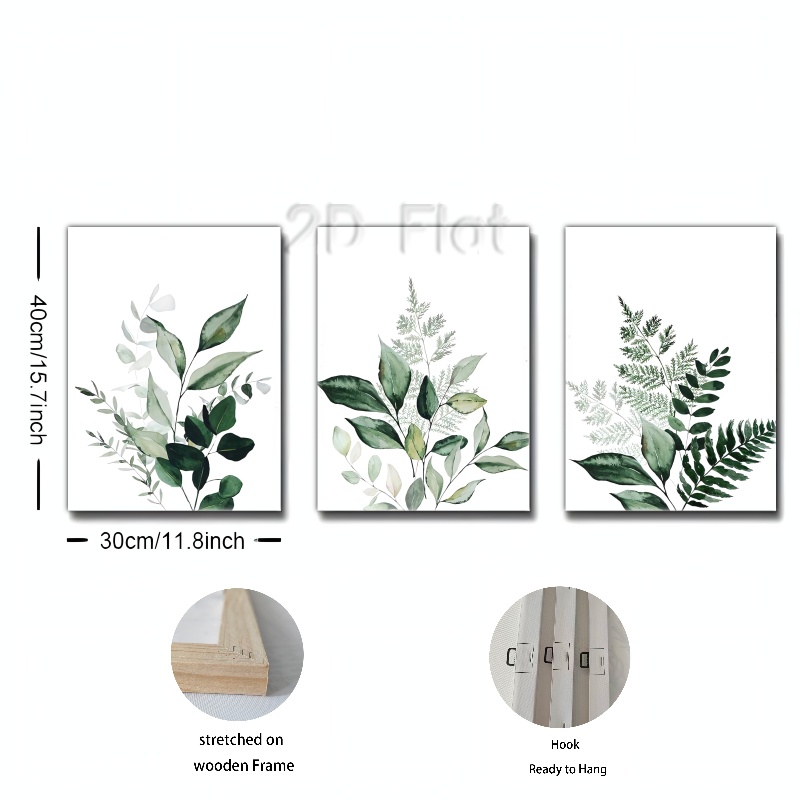 2D Flat
40cm/15.7inch
30cm/11.8inch
stretched on
wooden Frame
Hook
Ready to Hang